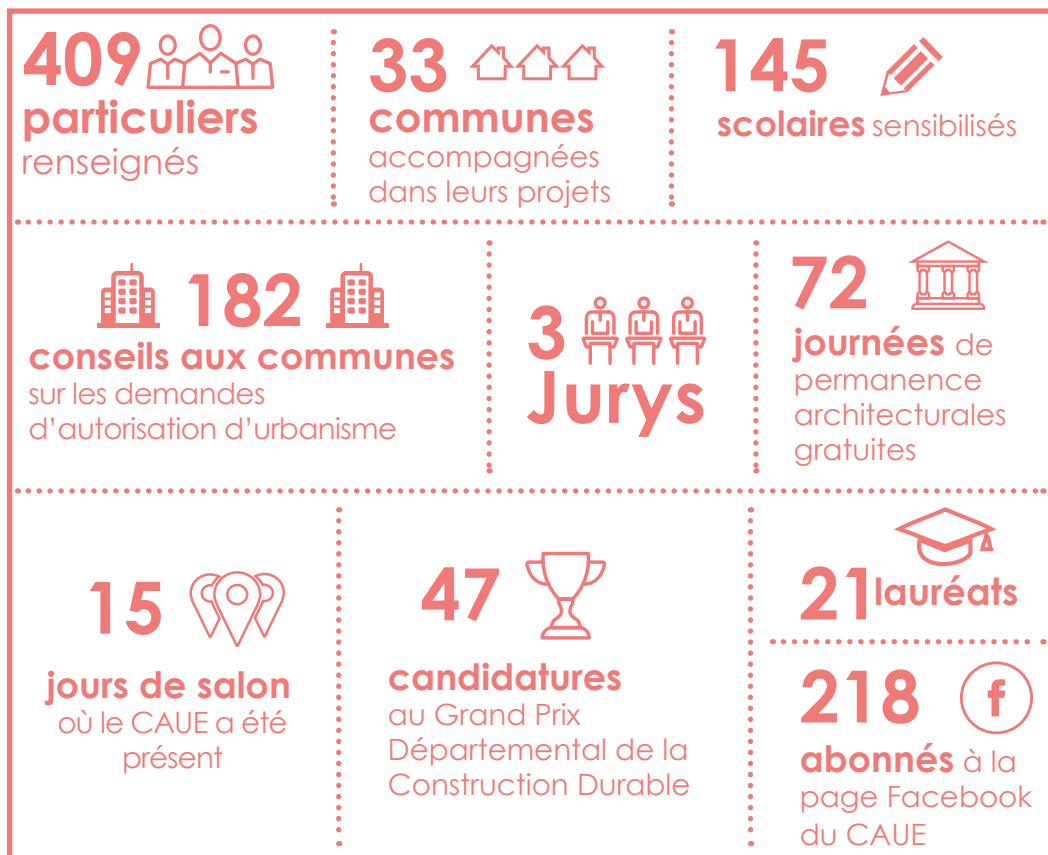 409
particuliers
renseignés
33
communes
accompagnées
dans leurs projets
145
scolaires sensibilisés
182
conseils aux communes
sur les demandes
d’autorisation d’urbanisme
3
Jurys
72
journées de
permanence
architecturales
gratuites
15
jours de salon
où le CAUE a été
présent
47
candidatures
au Grand Prix
Départemental de la
Construction Durable
21 lauréats
218
f
abonnés à la
page Facebook
du CAUE